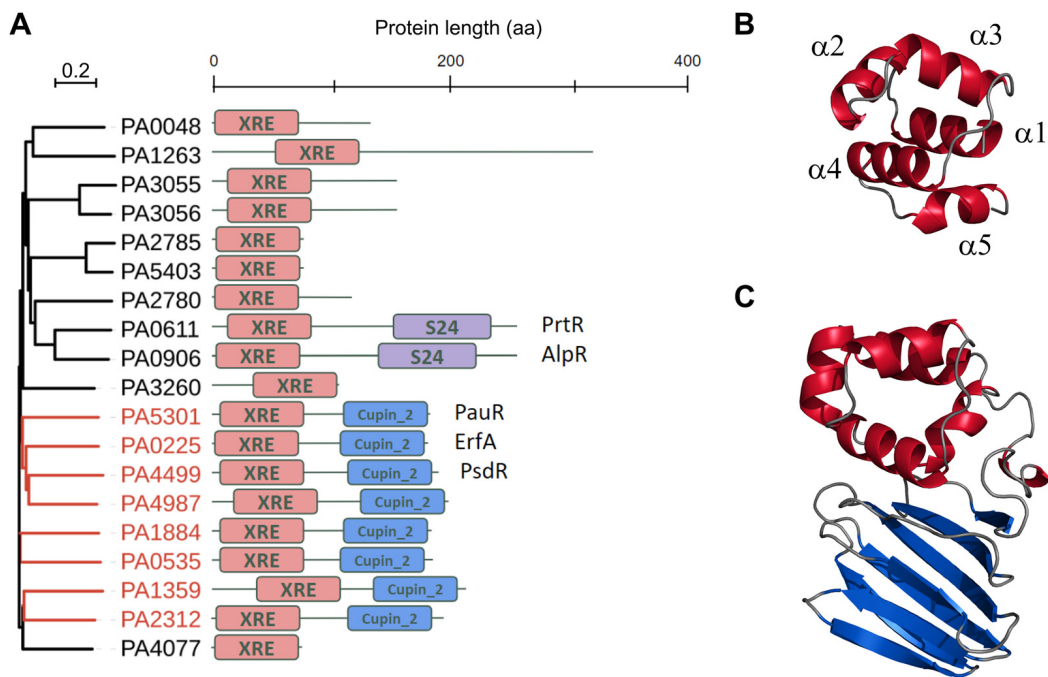 A
Protein length (aa)
0.2
0 200 400
PA0048 XRE
PA1263 XRE
PA3055 XRE
PA3056 XRE
PA2785 XRE
PA5403 XRE
PA2780 XRE
PA0611 XRE S24 PrtR
PA0906 XRE S24 AlpR
PA3260 XRE
PA5301 XRE Cupin_2 PauR
PA0225 XRE Cupin_2 ErfA
PA4499 XRE Cupin_2 PsdR
PA4987 XRE Cupin_2
PA1884 XRE Cupin_2
PA0535 XRE Cupin_2
PA1359 XRE Cupin_2
PA2312 XRE Cupin_2
PA4077 XRE
B
α2 α3
α1
α4
α5
C